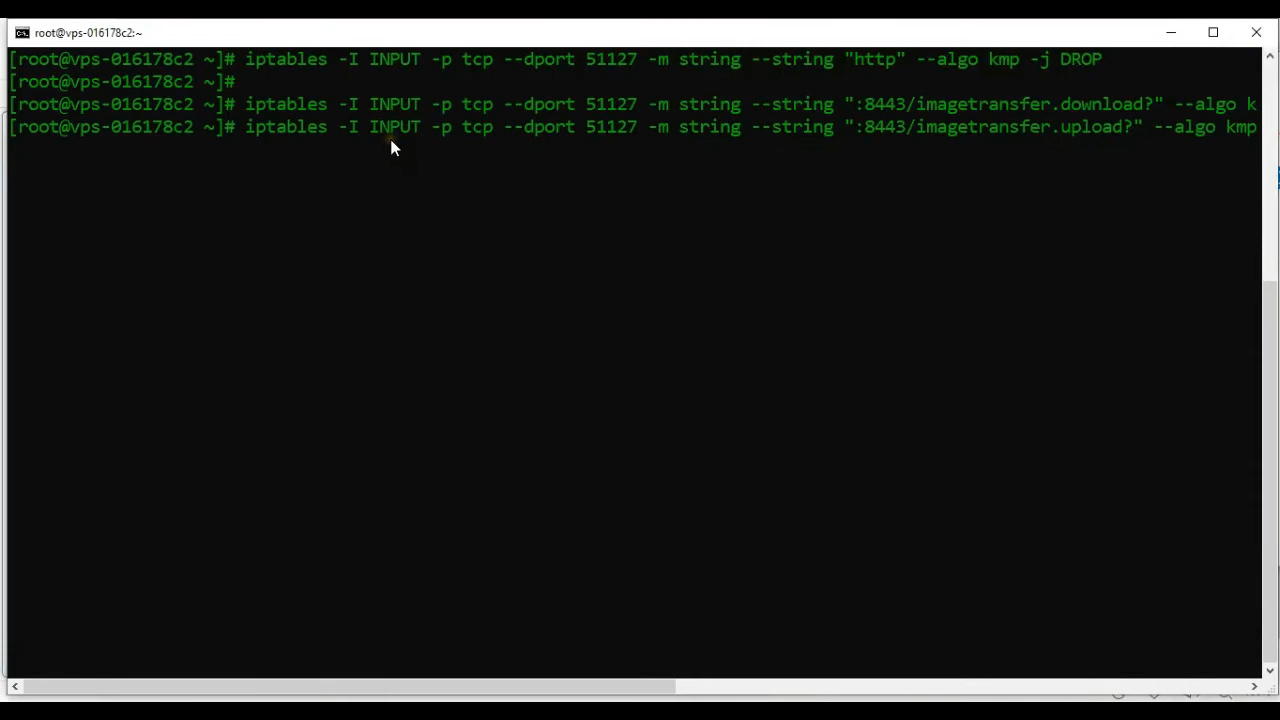 root@vps-016178c2:~
[root@vps-016178c2 ~]# iptables -I INPUT -p tcp --dport 51127 -m string --string "http" --algo kmp -j DROP
[root@vps-016178c2 ~]#
[root@vps-016178c2 ~]# iptables -I INPUT -p tcp --dport 51127 -m string --string ":8443/imagetransfer.download?" --algo k
[root@vps-016178c2 ~]# iptables -I INPUT -p tcp --dport 51127 -m string --string ":8443/imagetransfer.upload?" --algo kmp